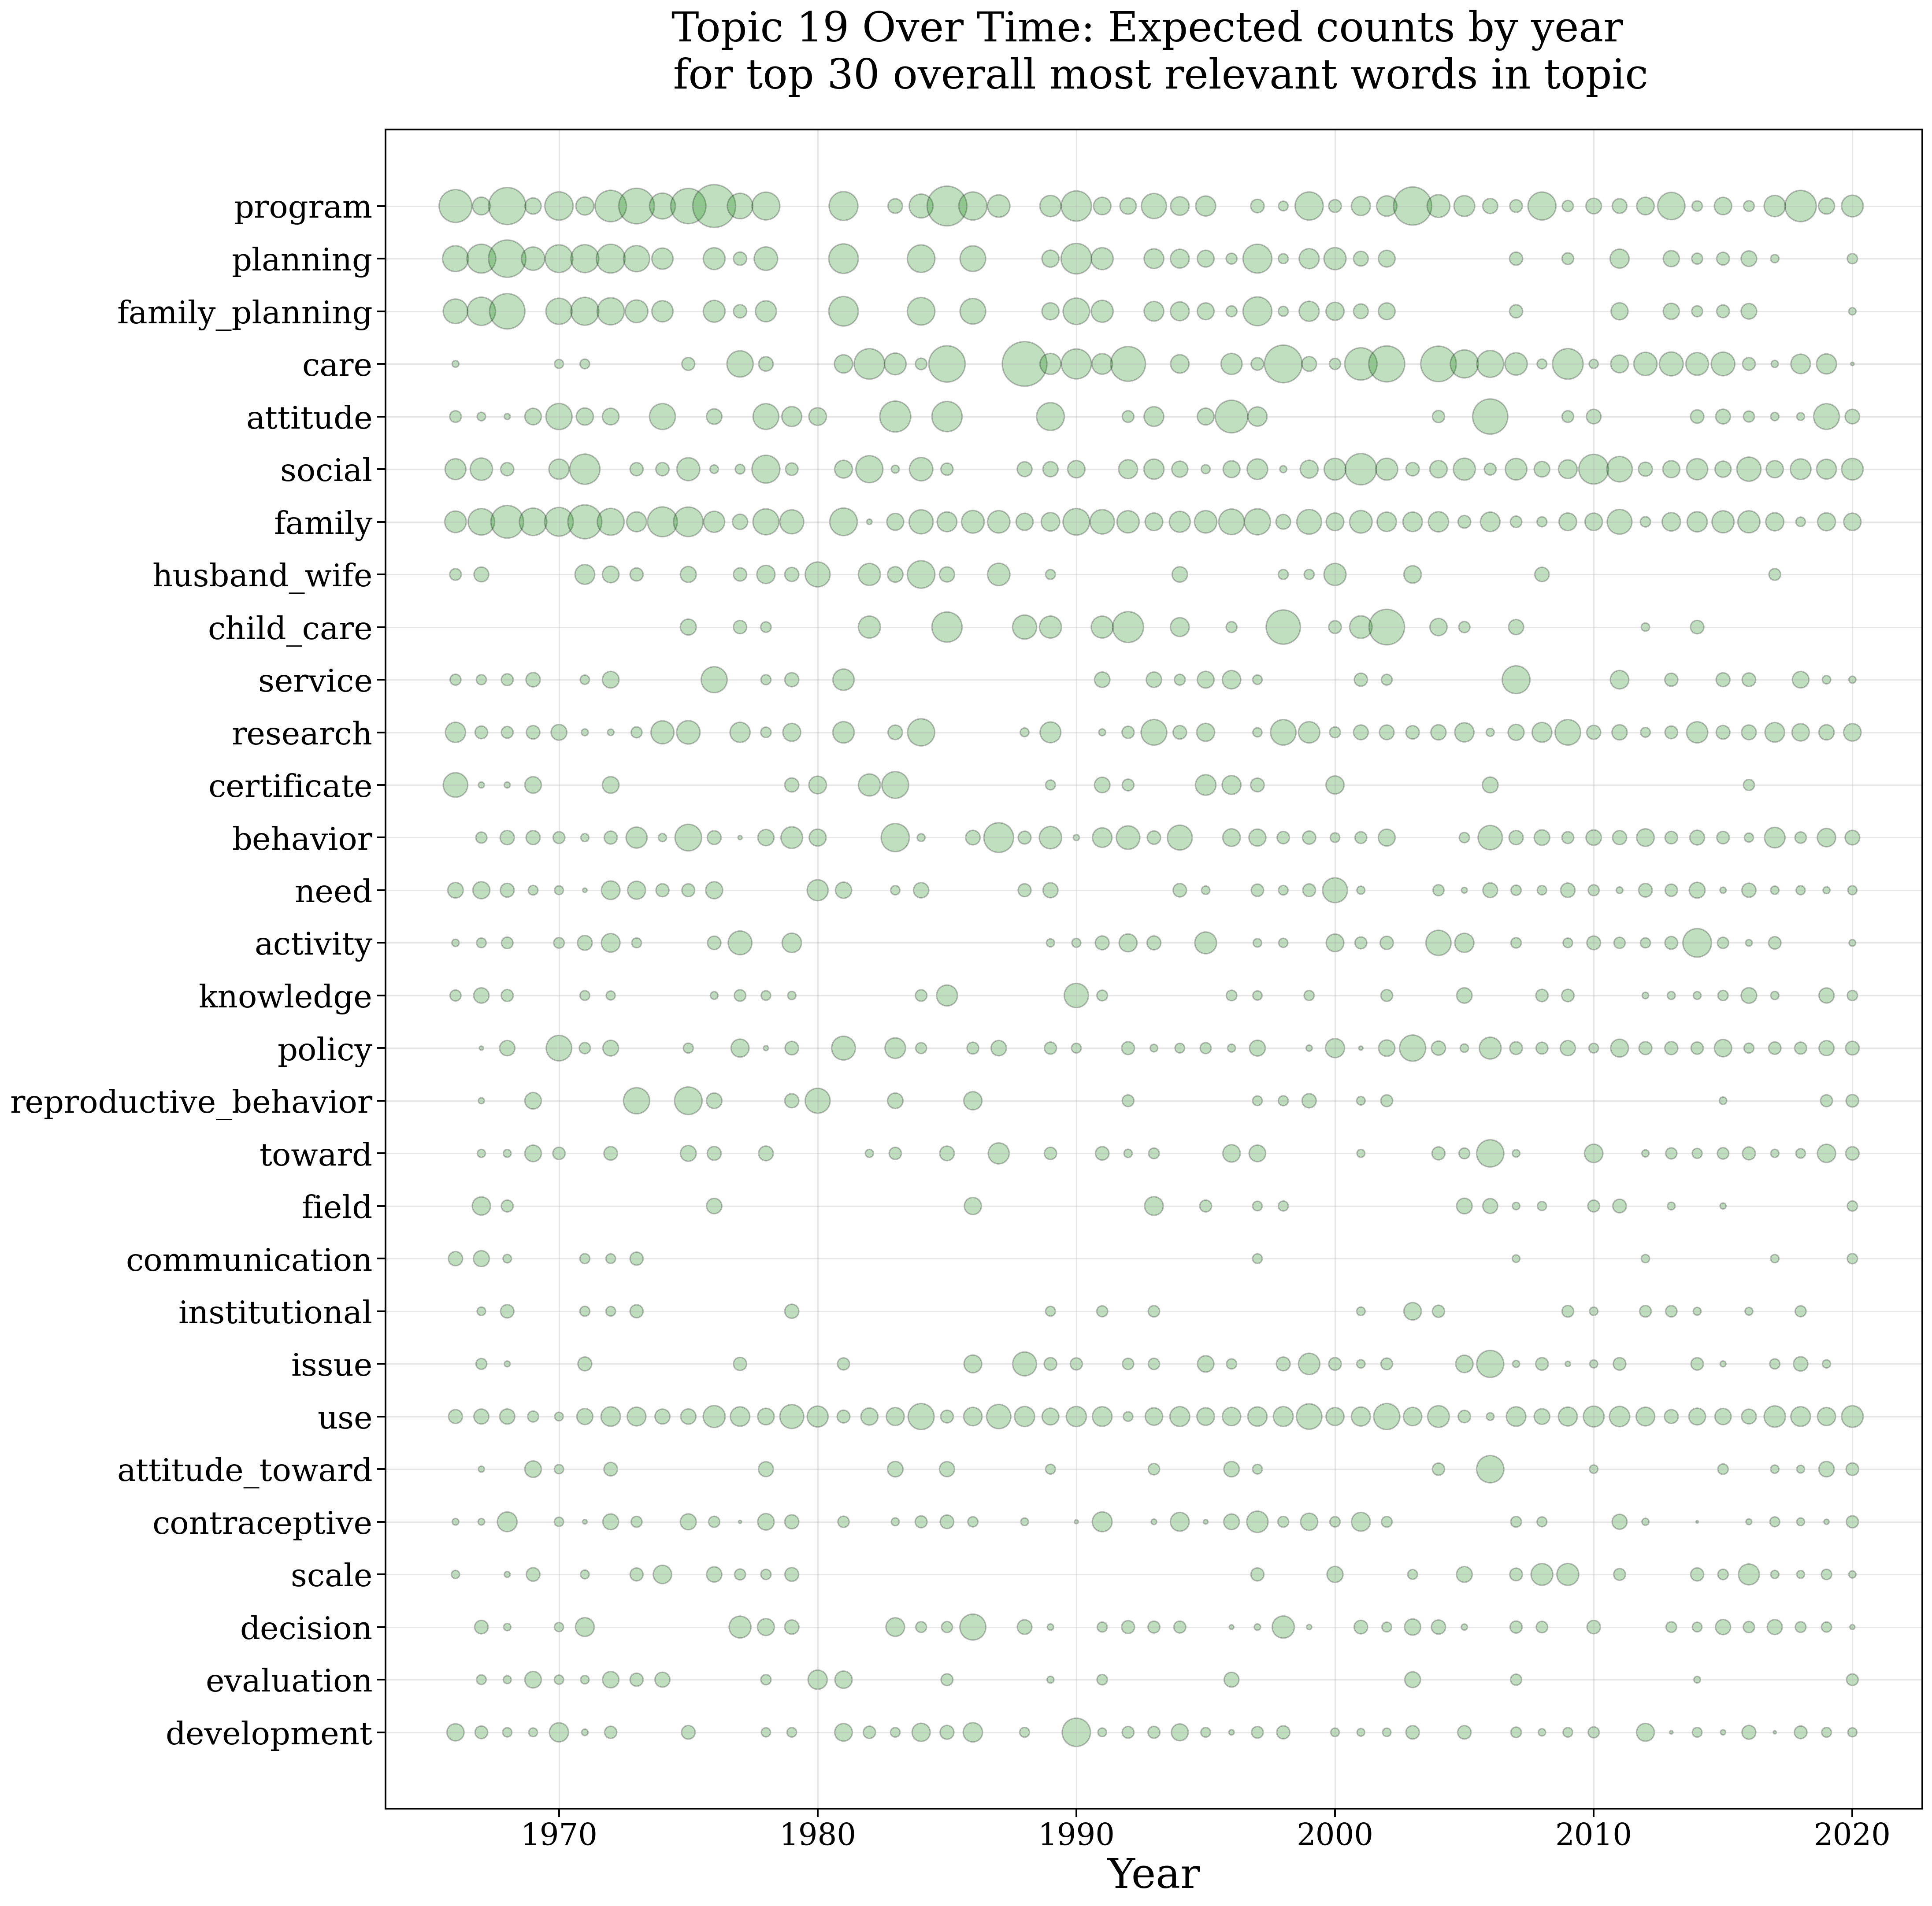 Topic 19 Over Time: Expected counts by year
for top 30 overall most relevant words in topic
program
planning
family_planning
care
attitude
social
family
husband_wife
child_care
service
research
certificate
behavior
need
activity
knowledge
policy
reproductive_behavior
toward
field
communication
institutional
issue
use
attitude_toward
contraceptive
scale
decision
evaluation
development
1970 1980 1990 2000 2010 2020
Year